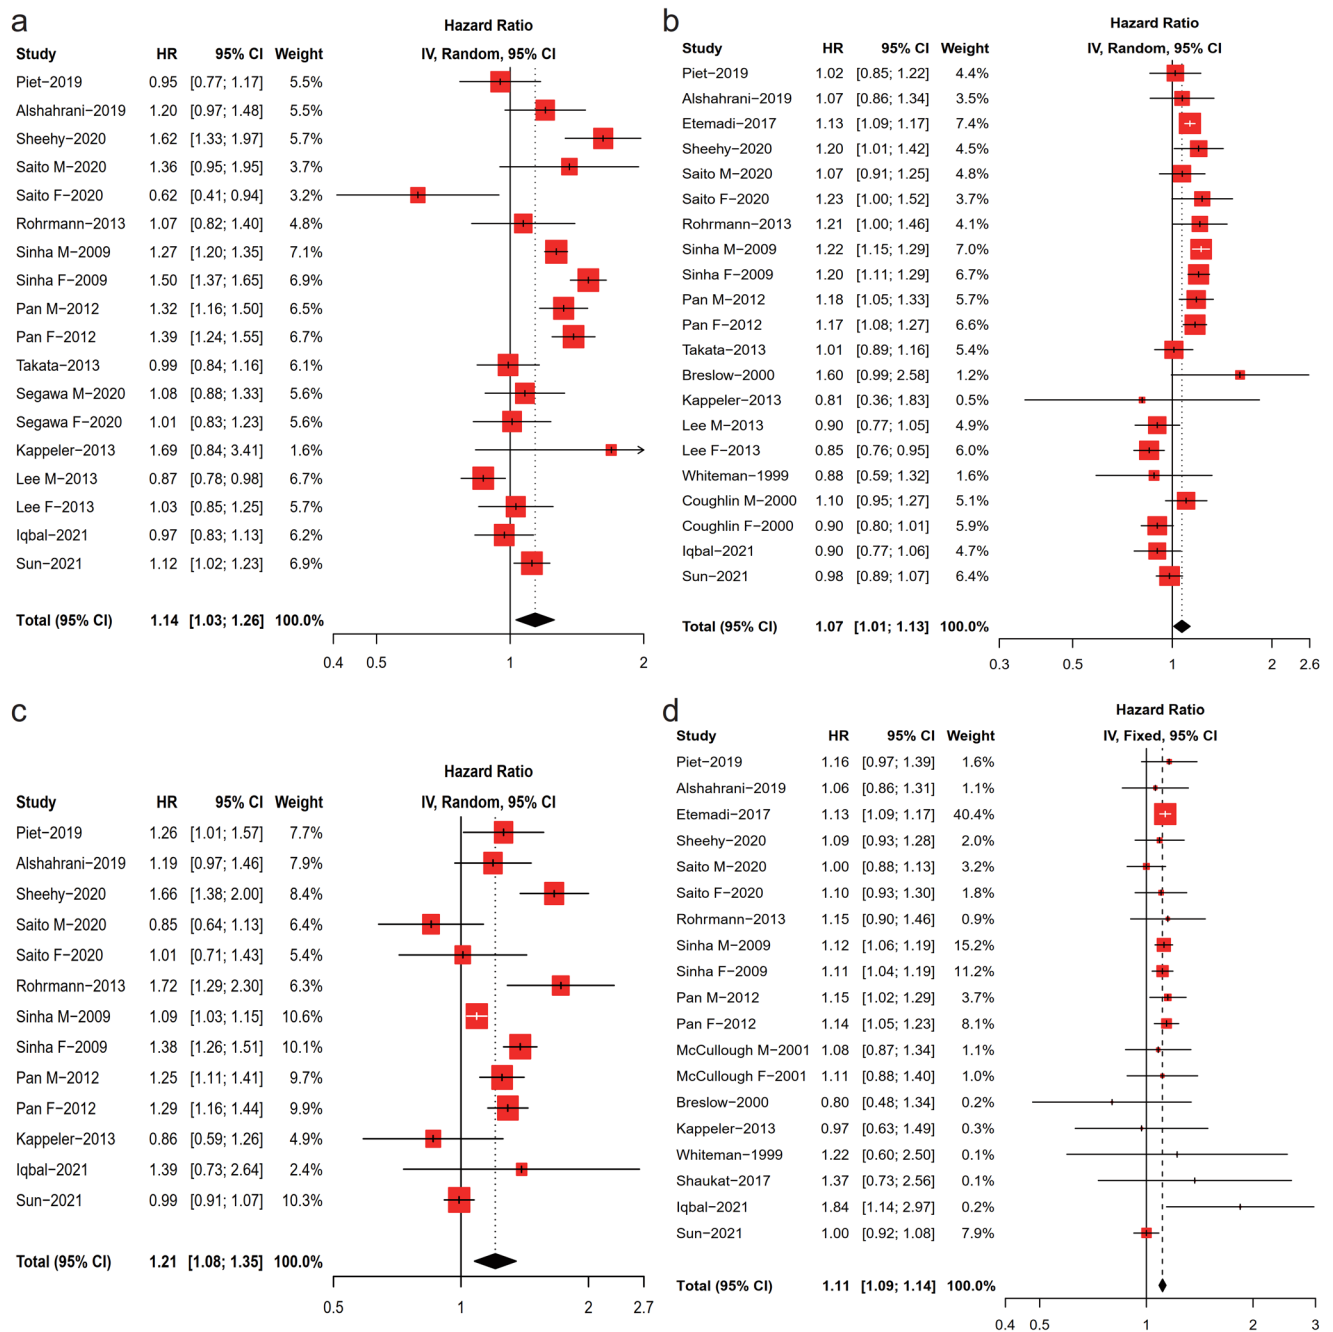 a
Hazard Ratio
Study HR 95% CI Weight IV, Random, 95% CI
Piet−2019 0.95 [0.77; 1.17] 5.5%
Alshahrani−2019 1.20 [0.97; 1.48] 5.5%
Sheehy−2020 1.62 [1.33; 1.97] 5.7%
Saito M−2020 1.36 [0.95; 1.95] 3.7%
Saito F−2020 0.62 [0.41; 0.94] 3.2%
Rohrmann−2013 1.07 [0.82; 1.40] 4.8%
Sinha M−2009 1.27 [1.20; 1.35] 7.1%
Sinha F−2009 1.50 [1.37; 1.65] 6.9%
Pan M−2012 1.32 [1.16; 1.50] 6.5%
Pan F−2012 1.39 [1.24; 1.55] 6.7%
Takata−2013 0.99 [0.84; 1.16] 6.1%
Segawa M−2020 1.08 [0.88; 1.33] 5.6%
Segawa F−2020 1.01 [0.83; 1.23] 5.6%
Kappeler−2013 1.69 [0.84; 3.41] 1.6%
Lee M−2013 0.87 [0.78; 0.98] 6.7%
Lee F−2013 1.03 [0.85; 1.25] 5.7%
Iqbal−2021 0.97 [0.83; 1.13] 6.2%
Sun−2021 1.12 [1.02; 1.23] 6.9%
Total (95% CI) 1.14 [1.03; 1.26] 100.0%
0.4 0.5 1 2
b
Hazard Ratio
Study HR 95% CI Weight IV, Random, 95% CI
Piet−2019 1.02 [0.85; 1.22] 4.4%
Alshahrani−2019 1.07 [0.86; 1.34] 3.5%
Etemadi−2017 1.13 [1.09; 1.17] 7.4%
Sheehy−2020 1.20 [1.01; 1.42] 4.5%
Saito M−2020 1.07 [0.91; 1.25] 4.8%
Saito F−2020 1.23 [1.00; 1.52] 3.7%
Rohrmann−2013 1.21 [1.00; 1.46] 4.1%
Sinha M−2009 1.22 [1.15; 1.29] 7.0%
Sinha F−2009 1.20 [1.11; 1.29] 6.7%
Pan M−2012 1.18 [1.05; 1.33] 5.7%
Pan F−2012 1.17 [1.08; 1.27] 6.6%
Takata−2013 1.01 [0.89; 1.16] 5.4%
Breslow−2000 1.60 [0.99; 2.58] 1.2%
Kappeler−2013 0.81 [0.36; 1.83] 0.5%
Lee M−2013 0.90 [0.77; 1.05] 4.9%
Lee F−2013 0.85 [0.76; 0.95] 6.0%
Whiteman−1999 0.88 [0.59; 1.32] 1.6%
Coughlin M−2000 1.10 [0.95; 1.27] 5.1%
Coughlin F−2000 0.90 [0.80; 1.01] 5.9%
Iqbal−2021 0.90 [0.77; 1.06] 4.7%
Sun−2021 0.98 [0.89; 1.07] 6.4%
Total (95% CI) 1.07 [1.01; 1.13] 100.0%
0.3 0.5 1 2 2.6
c
Hazard Ratio
Study HR 95% CI Weight IV, Random, 95% CI
Piet−2019 1.26 [1.01; 1.57] 7.7%
Alshahrani−2019 1.19 [0.97; 1.46] 7.9%
Sheehy−2020 1.66 [1.38; 2.00] 8.4%
Saito M−2020 0.85 [0.64; 1.13] 6.4%
Saito F−2020 1.01 [0.71; 1.43] 5.4%
Rohrmann−2013 1.72 [1.29; 2.30] 6.3%
Sinha M−2009 1.09 [1.03; 1.15] 10.6%
Sinha F−2009 1.38 [1.26; 1.51] 10.1%
Pan M−2012 1.25 [1.11; 1.41] 9.7%
Pan F−2012 1.29 [1.16; 1.44] 9.9%
Kappeler−2013 0.86 [0.59; 1.26] 4.9%
Iqbal−2021 1.39 [0.73; 2.64] 2.4%
Sun−2021 0.99 [0.91; 1.07] 10.3%
Total (95% CI) 1.21 [1.08; 1.35] 100.0%
0.5 1 2 2.7
d
Hazard Ratio
Study HR 95% CI Weight IV, Fixed, 95% CI
Piet−2019 1.16 [0.97; 1.39] 1.6%
Alshahrani−2019 1.06 [0.86; 1.31] 1.1%
Etemadi−2017 1.13 [1.09; 1.17] 40.4%
Sheehy−2020 1.09 [0.93; 1.28] 2.0%
Saito M−2020 1.00 [0.88; 1.13] 3.2%
Saito F−2020 1.10 [0.93; 1.30] 1.8%
Rohrmann−2013 1.15 [0.90; 1.46] 0.9%
Sinha M−2009 1.12 [1.06; 1.19] 15.2%
Sinha F−2009 1.11 [1.04; 1.19] 11.2%
Pan M−2012 1.15 [1.02; 1.29] 3.7%
Pan F−2012 1.14 [1.05; 1.23] 8.1%
McCullough M−2001 1.08 [0.87; 1.34] 1.1%
McCullough F−2001 1.11 [0.88; 1.40] 1.0%
Breslow−2000 0.80 [0.48; 1.34] 0.2%
Kappeler−2013 0.97 [0.63; 1.49] 0.3%
Whiteman−1999 1.22 [0.60; 2.50] 0.1%
Shaukat−2017 1.37 [0.73; 2.56] 0.1%
Iqbal−2021 1.84 [1.14; 2.97] 0.2%
Sun−2021 1.00 [0.92; 1.08] 7.9%
Total (95% CI) 1.11 [1.09; 1.14] 100.0%
0.4 0.5 1 2 3